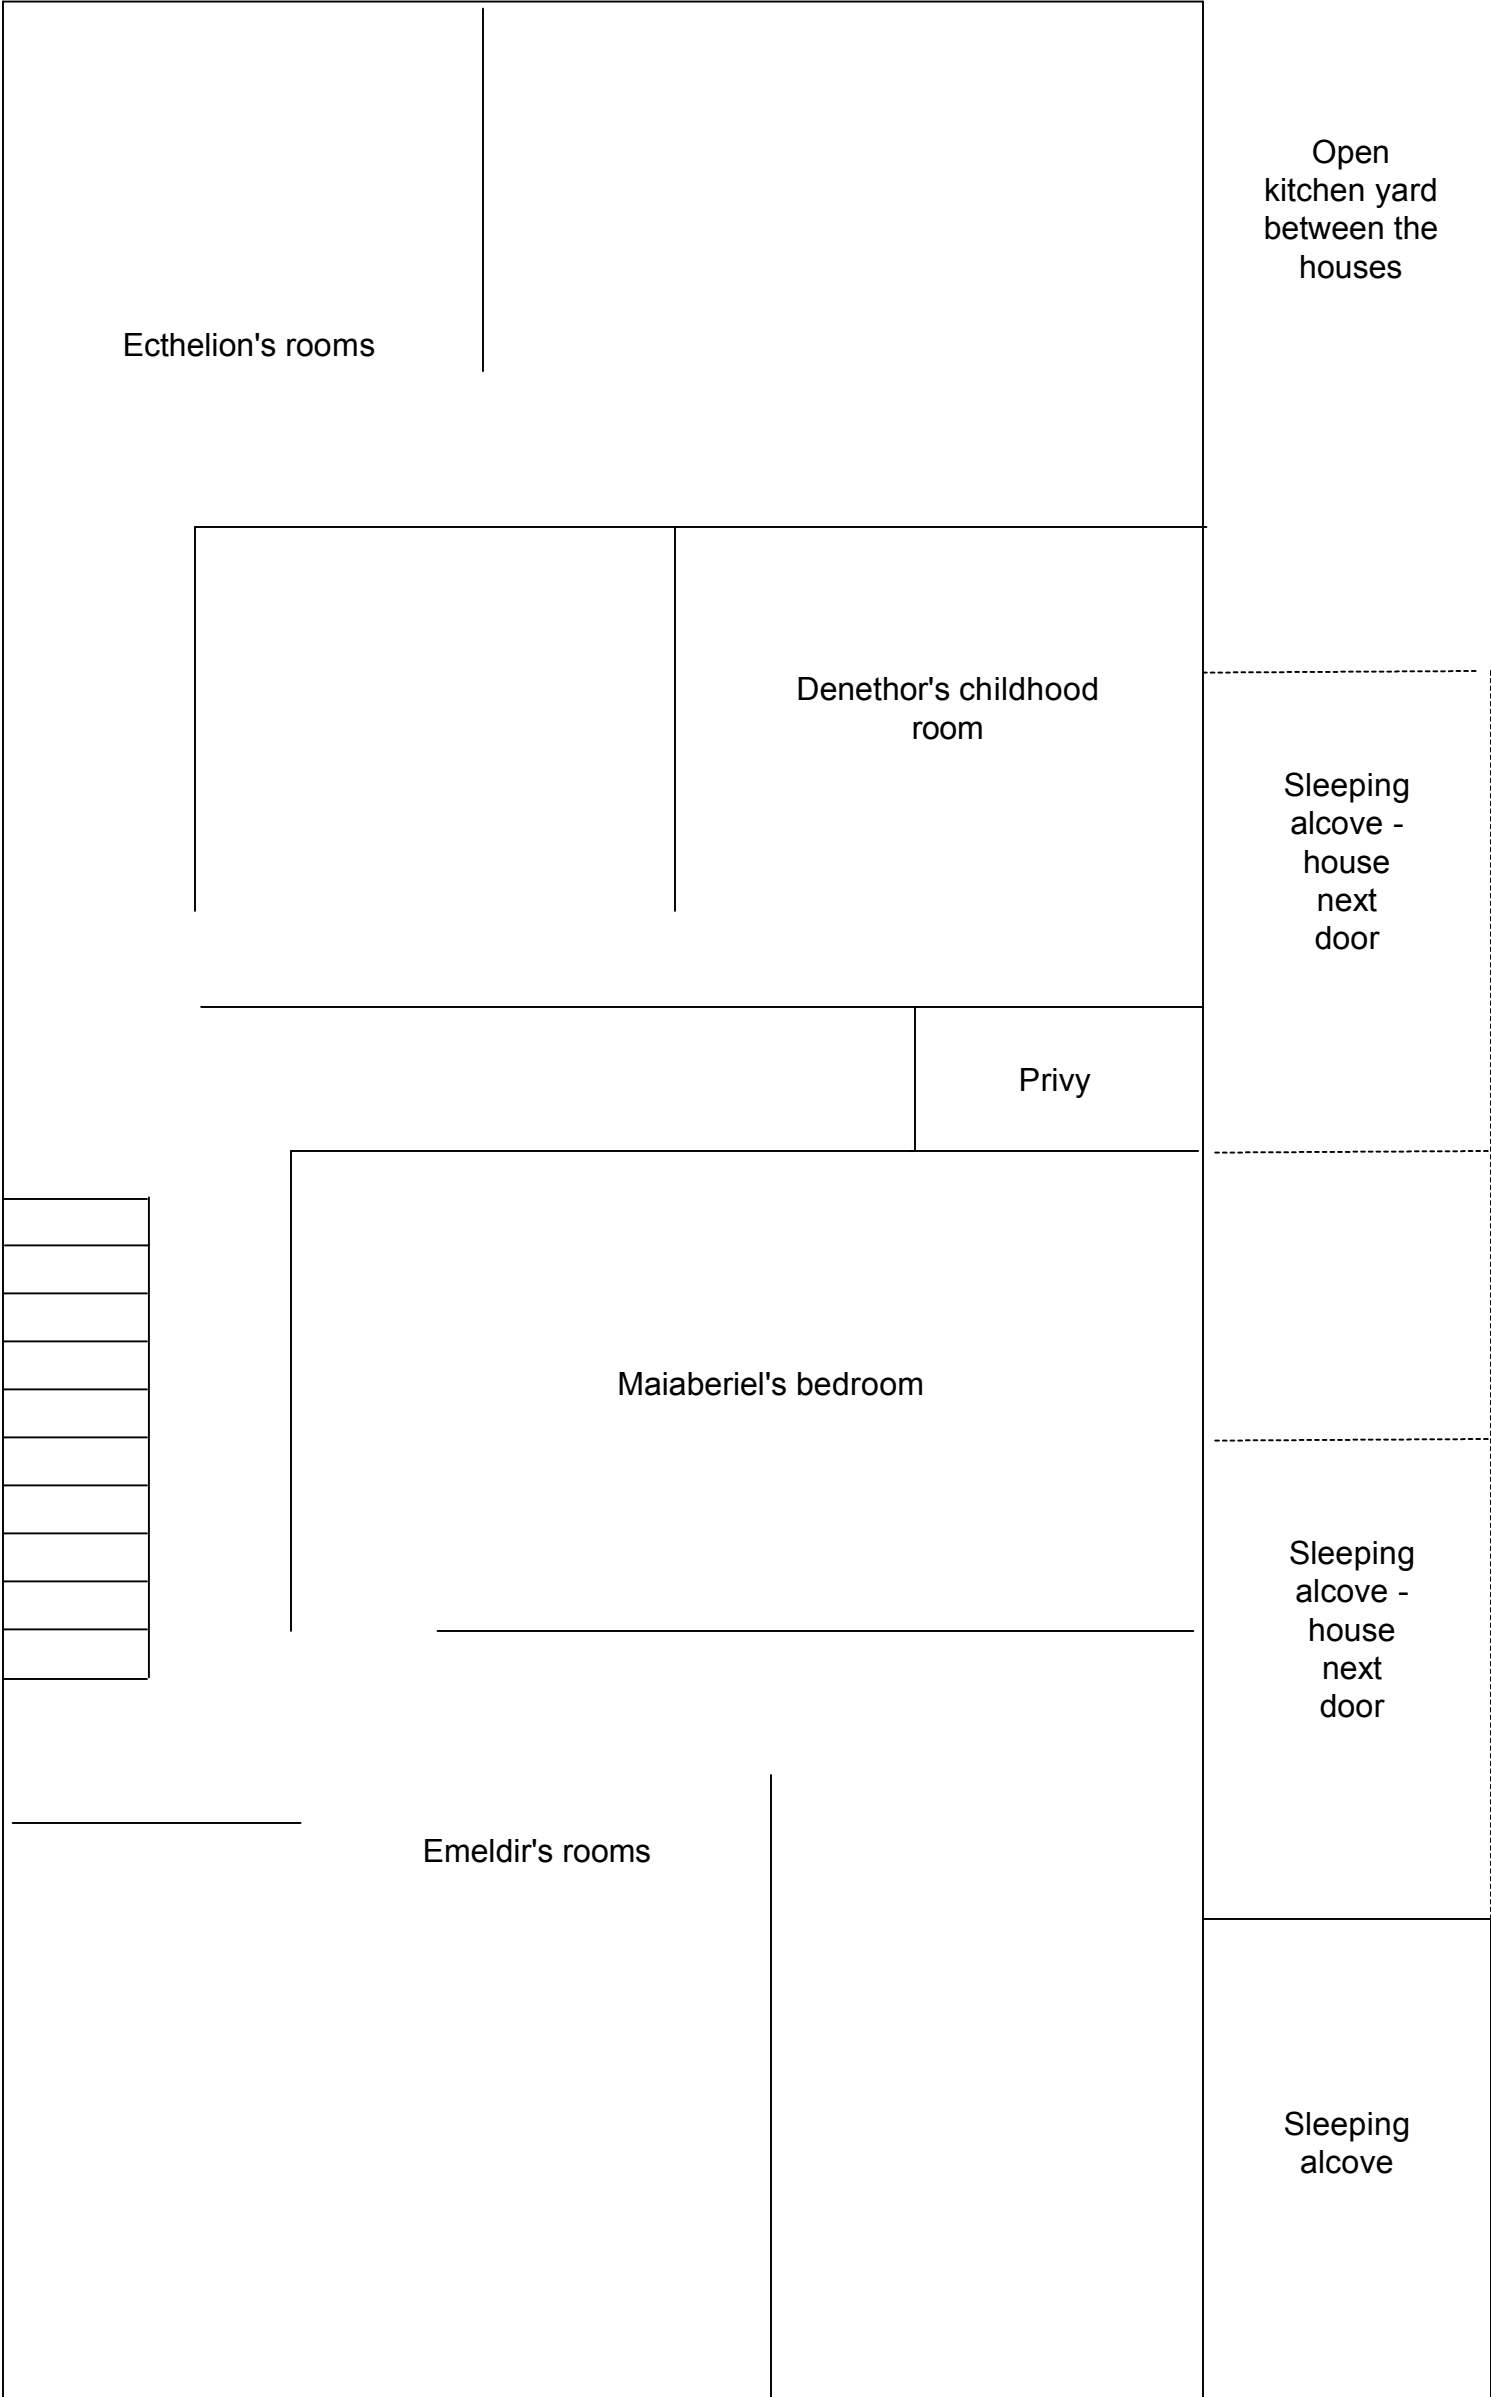 Open
kitchen yard
between the
houses
Ecthelion's rooms
Denethor's childhood
room
Sleeping
alcove -
house
next
door
Privy
Maiaberiel's bedroom
Sleeping
alcove -
house
next
door
Emeldir's rooms
Sleeping
alcove